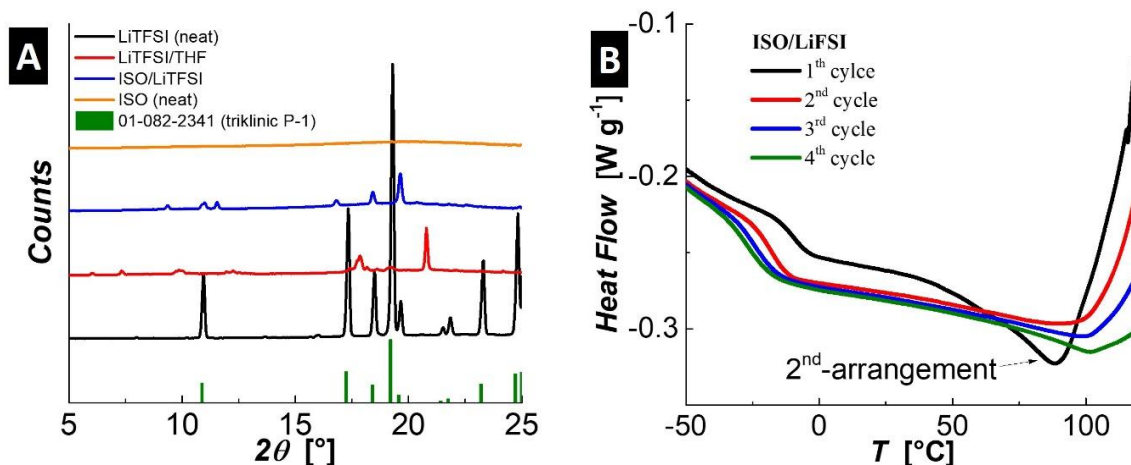 A
LiTFSI (neat)
LiTFSI/THF
ISO/LiTFSI
ISO (neat)
01-082-2341 (triklinic P-1)
Counts
5
10
15
20
25
2θ [°]
B
ISO/LiFSI
1th cylce
2nd cycle
3rd cycle
4th cycle
2nd-arrangement
Heat Flow [W g-1]
-0.1
-0.2
-0.3
-50
0
50
100
T [°C]